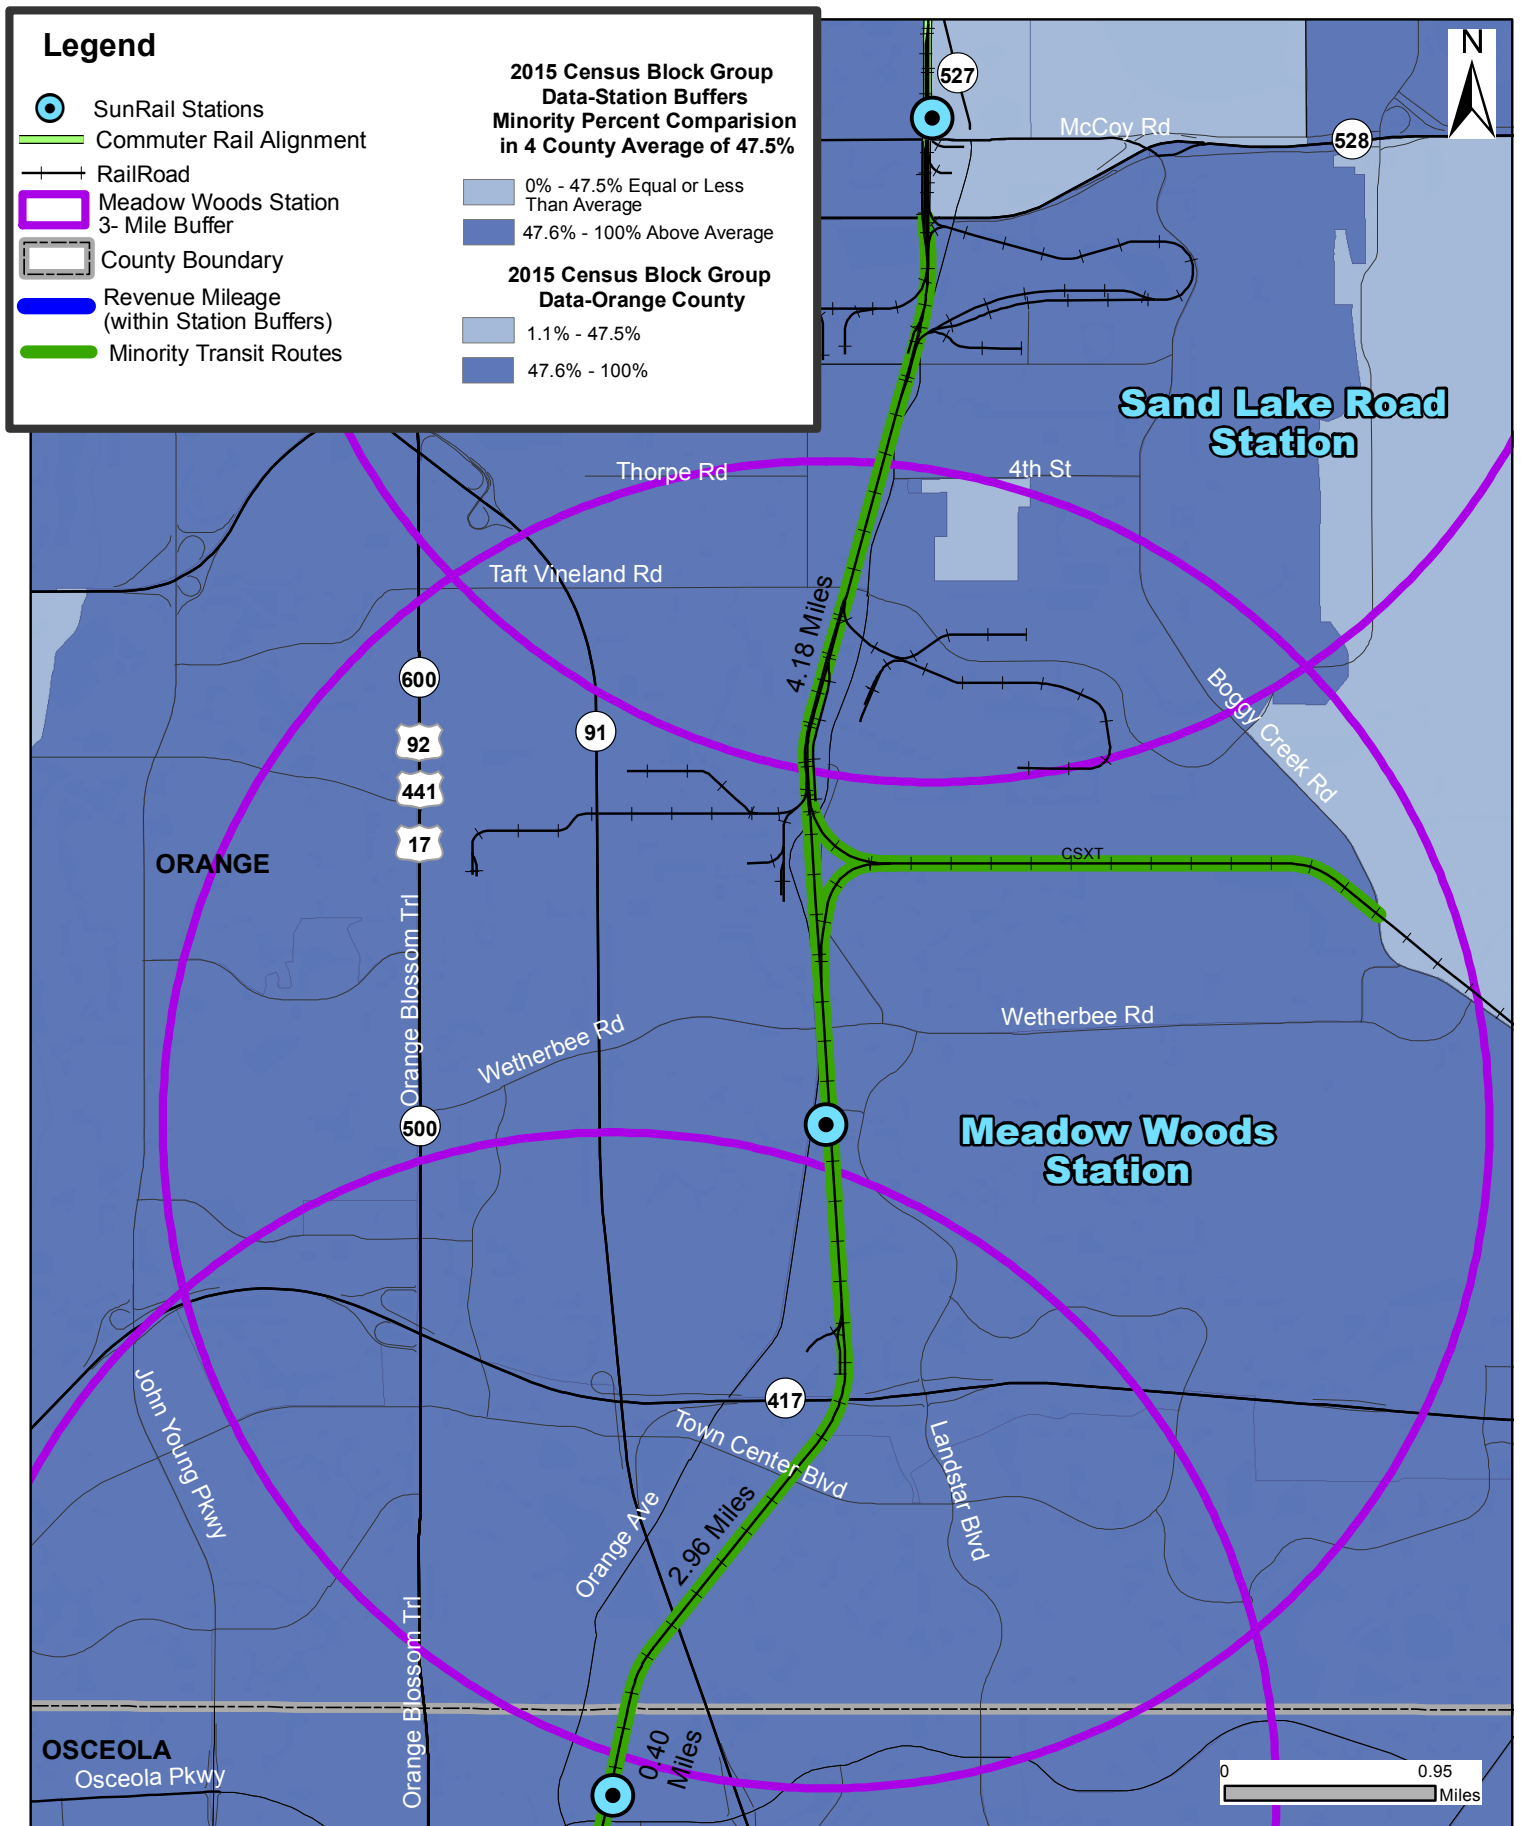 Legend
SunRail Stations
Commuter Rail Alignment
RailRoad
Meadow Woods Station
3- Mile Buffer
County Boundary
Revenue Mileage
(within Station Buffers)
Minority Transit Routes
2015 Census Block Group
Data-Station Buffers
Minority Percent Comparision
in 4 County Average of 47.5%
0% - 47.5% Equal or Less
Than Average
47.6% - 100% Above Average
2015 Census Block Group
Data-Orange County
1.1% - 47.5%
47.6% - 100%
N
527
McCoy Rd
528
Sand Lake Road
Station
Thorpe Rd
4th St
Taft Vineland Rd
4.18 Miles
600
92
441
17
91
Boggy Creek Rd
ORANGE
CSXT
Orange Blossom Trl
Wetherbee Rd
Wetherbee Rd
500
Meadow Woods
Station
John Young Pkwy
417
Town Center Blvd
Landstar Blvd
Orange Ave
2.96 Miles
Orange Blossom Trl
0.40
Miles
OSCEOLA
Osceola Pkwy
0
0.95
Miles